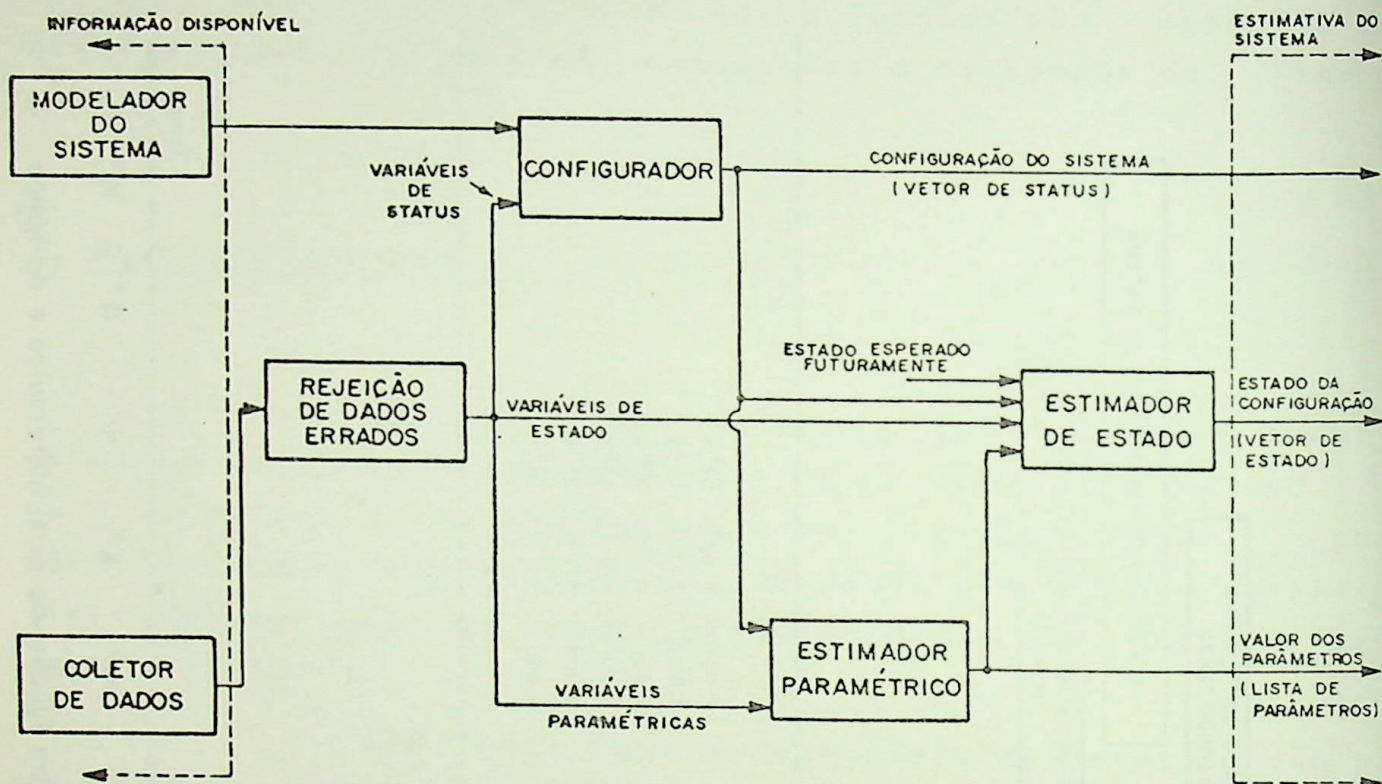 INFORMAÇÃO DISPONÍVEL
ESTIMATIVA DO
SISTEMA
MODELADOR
DO
SISTEMA
VARIÁVEIS
DE
STATUS
CONFIGURADOR
CONFIGURAÇÃO DO SISTEMA
(VETOR DE STATUS)
REJEIÇÃO
DE DADOS
ERRADOS
VARIÁVEIS DE
ESTADO
ESTADO ESPERADO
FUTURAMENTE
ESTIMADOR
DE ESTADO
ESTADO DA
CONFIGURAÇÃO
(VETOR DE
ESTADO)
COLETOR
DE DADOS
VARIÁVEIS
PARAMÉTRICAS
ESTIMADOR
PARAMÉTRICO
VALOR DOS
PARÂMETROS
(LISTA DE
PARÂMETROS)